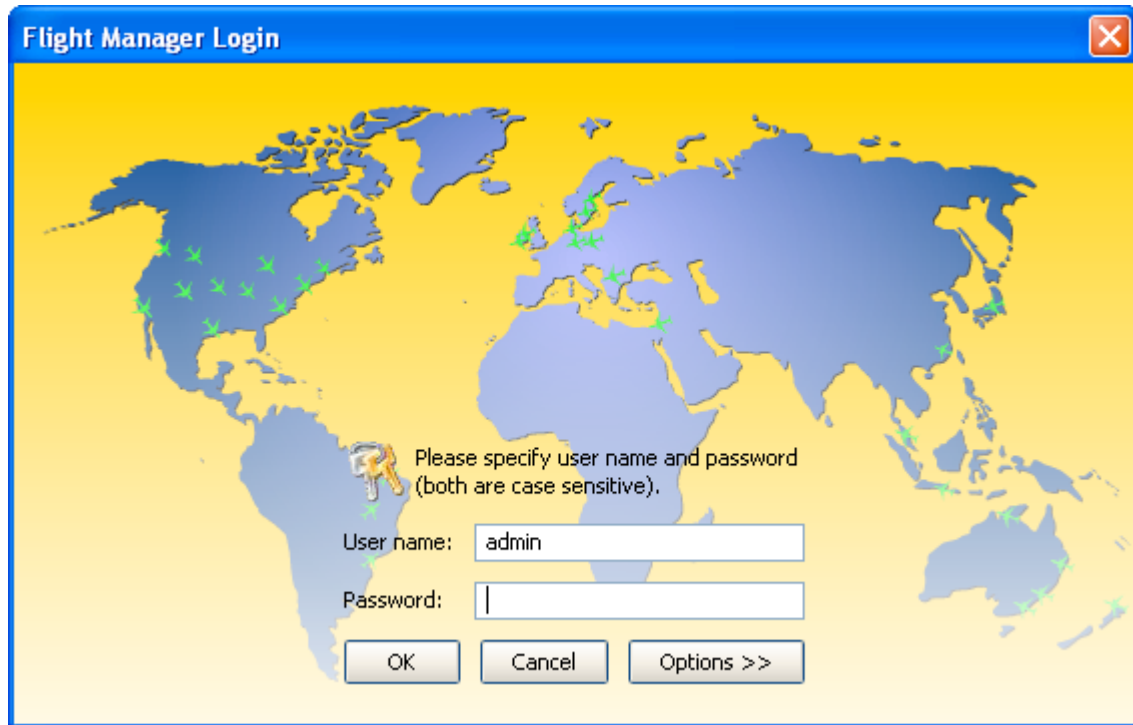 Flight Manager Login
Please specify user name and password
(both are case sensitive).
User name: admin
Password:
OK Cancel Options >>